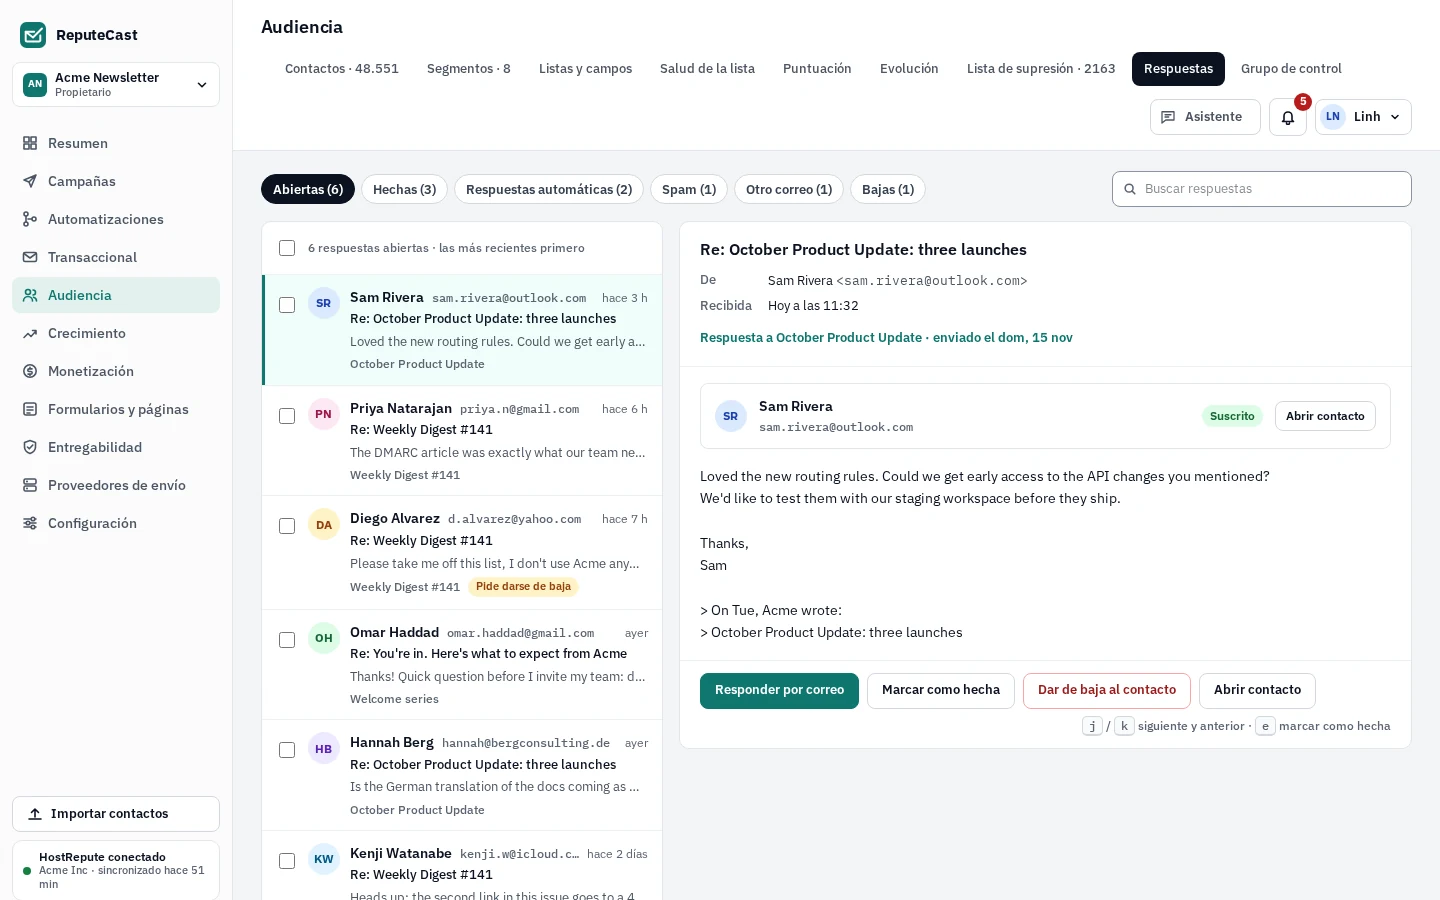 ReputeCast
AN
Acme Newsletter
Propietario
Resumen
Campañas
Automatizaciones
Transaccional
Audiencia
Crecimiento
Monetización
Formularios y páginas
Entregabilidad
Proveedores de envío
Configuración
Importar contactos
HostRepute conectado
Acme Inc · sincronizado hace 51
min
Audiencia
Contactos · 48.551
Segmentos · 8
Listas y campos
Salud de la lista
Puntuación
Evolución
Lista de supresión · 2163
Respuestas
Grupo de control
Asistente
5
LN
Linh
Abiertas (6)
Hechas (3)
Respuestas automáticas (2)
Spam (1)
Otro correo (1)
Bajas (1)
Buscar respuestas
6 respuestas abiertas · las más recientes primero
SR
Sam Rivera sam.rivera@outlook.com hace 3 h
Re: October Product Update: three launches
Loved the new routing rules. Could we get early a...
October Product Update
PN
Priya Natarajan priya.n@gmail.com hace 6 h
Re: Weekly Digest #141
The DMARC article was exactly what our team ne...
Weekly Digest #141
DA
Diego Alvarez d.alvarez@yahoo.com hace 7 h
Re: Weekly Digest #141
Please take me off this list, I don't use Acme any...
Weekly Digest #141 Pide darse de baja
OH
Omar Haddad omar.haddad@gmail.com ayer
Re: You're in. Here's what to expect from Acme
Thanks! Quick question before I invite my team: d...
Welcome series
HB
Hannah Berg hannah@bergconsulting.de ayer
Re: October Product Update: three launches
Is the German translation of the docs coming as ...
October Product Update
KW
Kenji Watanabe kenji.w@icloud.c... hace 2 días
Re: Weekly Digest #141
Heads up: the second link in this issue goes to a 4...
Re: October Product Update: three launches
De Sam Rivera <sam.rivera@outlook.com>
Recibida Hoy a las 11:32
Respuesta a October Product Update · enviado el dom, 15 nov
SR
Sam Rivera
sam.rivera@outlook.com
Suscrito
Abrir contacto
Loved the new routing rules. Could we get early access to the API changes you mentioned?
We'd like to test them with our staging workspace before they ship.
Thanks,
Sam
> On Tue, Acme wrote:
> October Product Update: three launches
Responder por correo
Marcar como hecha
Dar de baja al contacto
Abrir contacto
j / k siguiente y anterior · e marcar como hecha